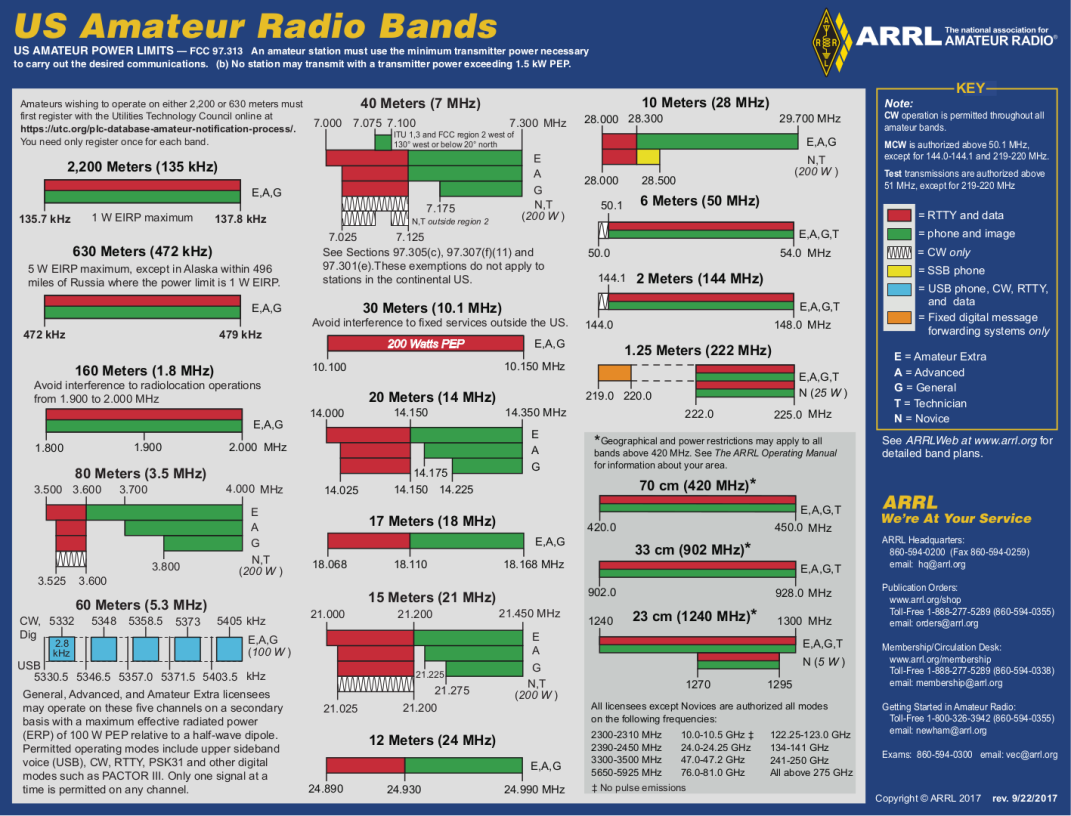 US Amateur Radio Bands
US AMATEUR POWER LIMITS — FCC 97.313 An amateur station must use the minimum transmitter power necessary
to carry out the desired communications. (b) No station may transmit with a transmitter power exceeding 1.5 kW PEP.
ARRL The national association for
AMATEUR RADIO®
Amateurs wishing to operate on either 2,200 or 630 meters must
first register with the Utilities Technology Council online at
https://utc.org/plc-database-amateur-notification-process/.
You need only register once for each band.
2,200 Meters (135 kHz)
E,A,G
135.7 kHz 1 W EIRP maximum 137.8 kHz
630 Meters (472 kHz)
5 W EIRP maximum, except in Alaska within 496
miles of Russia where the power limit is 1 W EIRP.
E,A,G
472 kHz 479 kHz
160 Meters (1.8 MHz)
Avoid interference to radiolocation operations
from 1.900 to 2.000 MHz
E,A,G
1.800 1.900 2.000 MHz
80 Meters (3.5 MHz)
3.500 3.600 3.700 4.000 MHz
E
A
G
N,T
(200 W)
3.800
3.525 3.600
60 Meters (5.3 MHz)
CW, Dig 5332 5348 5358.5 5373 5405 kHz
2.8 kHz
E,A,G
(100 W)
USB
5330.5 5346.5 5357.0 5371.5 5403.5 kHz
General, Advanced, and Amateur Extra licensees
may operate on these five channels on a secondary
basis with a maximum effective radiated power
(ERP) of 100 W PEP relative to a half-wave dipole.
Permitted operating modes include upper sideband
voice (USB), CW, RTTY, PSK31 and other digital
modes such as PACTOR III. Only one signal at a
time is permitted on any channel.
40 Meters (7 MHz)
7.000 7.075 7.100 7.300 MHz
ITU 1,3 and FCC region 2 west of
130° west or below 20° north
E
A
G
N,T
(200 W)
7.175
N,T outside region 2
7.025 7.125
See Sections 97.305(c), 97.307(f)(11) and
97.301(e).These exemptions do not apply to
stations in the continental US.
30 Meters (10.1 MHz)
Avoid interference to fixed services outside the US.
200 Watts PEP E,A,G
10.100 10.150 MHz
20 Meters (14 MHz)
14.000 14.150 14.350 MHz
E
A
G
14.175
14.025 14.150 14.225
17 Meters (18 MHz)
E,A,G
18.068 18.110 18.168 MHz
15 Meters (21 MHz)
21.000 21.200 21.450 MHz
E
A
G
N,T
(200 W)
21.225
21.275
21.025 21.200
12 Meters (24 MHz)
E,A,G
24.890 24.930 24.990 MHz
10 Meters (28 MHz)
28.000 28.300 29.700 MHz
E,A,G
N,T
(200 W)
28.000 28.500
6 Meters (50 MHz)
50.1
E,A,G,T
50.0 54.0 MHz
2 Meters (144 MHz)
144.1
E,A,G,T
144.0 148.0 MHz
1.25 Meters (222 MHz)
E,A,G,T
N (25 W)
219.0 220.0
222.0 225.0 MHz
*Geographical and power restrictions may apply to all
bands above 420 MHz. See The ARRL Operating Manual
for information about your area.
70 cm (420 MHz)*
E,A,G,T
420.0 450.0 MHz
33 cm (902 MHz)*
E,A,G,T
902.0 928.0 MHz
23 cm (1240 MHz)*
1240 1300 MHz
E,A,G,T
N (5 W)
1270 1295
All licensees except Novices are authorized all modes
on the following frequencies:
2300-2310 MHz 10.0-10.5 GHz ‡ 122.25-123.0 GHz
2390-2450 MHz 24.0-24.25 GHz 134-141 GHz
3300-3500 MHz 47.0-47.2 GHz 241-250 GHz
5650-5925 MHz 76.0-81.0 GHz All above 275 GHz
‡ No pulse emissions
KEY
Note:
CW operation is permitted throughout all
amateur bands.
MCW is authorized above 50.1 MHz,
except for 144.0-144.1 and 219-220 MHz.
Test transmissions are authorized above
51 MHz, except for 219-220 MHz
= RTTY and data
= phone and image
= CW only
= SSB phone
= USB phone, CW, RTTY,
and data
= Fixed digital message
forwarding systems only
E = Amateur Extra
A = Advanced
G = General
T = Technician
N = Novice
See ARRLWeb at www.arrl.org for
detailed band plans.
ARRL
We're At Your Service
ARRL Headquarters:
860-594-0200 (Fax 860-594-0259)
email: hq@arrl.org
Publication Orders:
www.arrl.org/shop
Toll-Free 1-888-277-5289 (860-594-0355)
email: orders@arrl.org
Membership/Circulation Desk:
www.arrl.org/membership
Toll-Free 1-888-277-5289 (860-594-0338)
email: membership@arrl.org
Getting Started in Amateur Radio:
Toll-Free 1-800-326-3942 (860-594-0355)
email: newham@arrl.org
Exams: 860-594-0300 email: vec@arrl.org
Copyright © ARRL 2017 rev. 9/22/2017